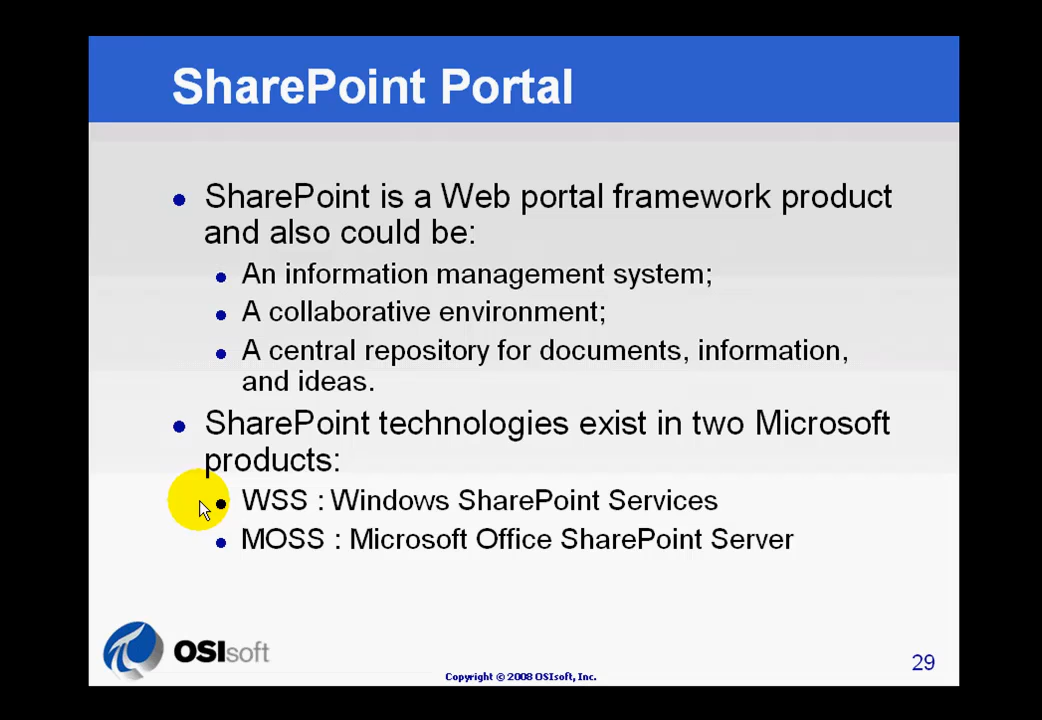 SharePoint Portal
SharePoint is a Web portal framework product
and also could be:
An information management system;
A collaborative environment;
A central repository for documents, information,
and ideas.
SharePoint technologies exist in two Microsoft
products:
WSS : Windows SharePoint Services
MOSS : Microsoft Office SharePoint Server
OSIsoft
Copyright © 2008 OSIsoft, Inc.
29